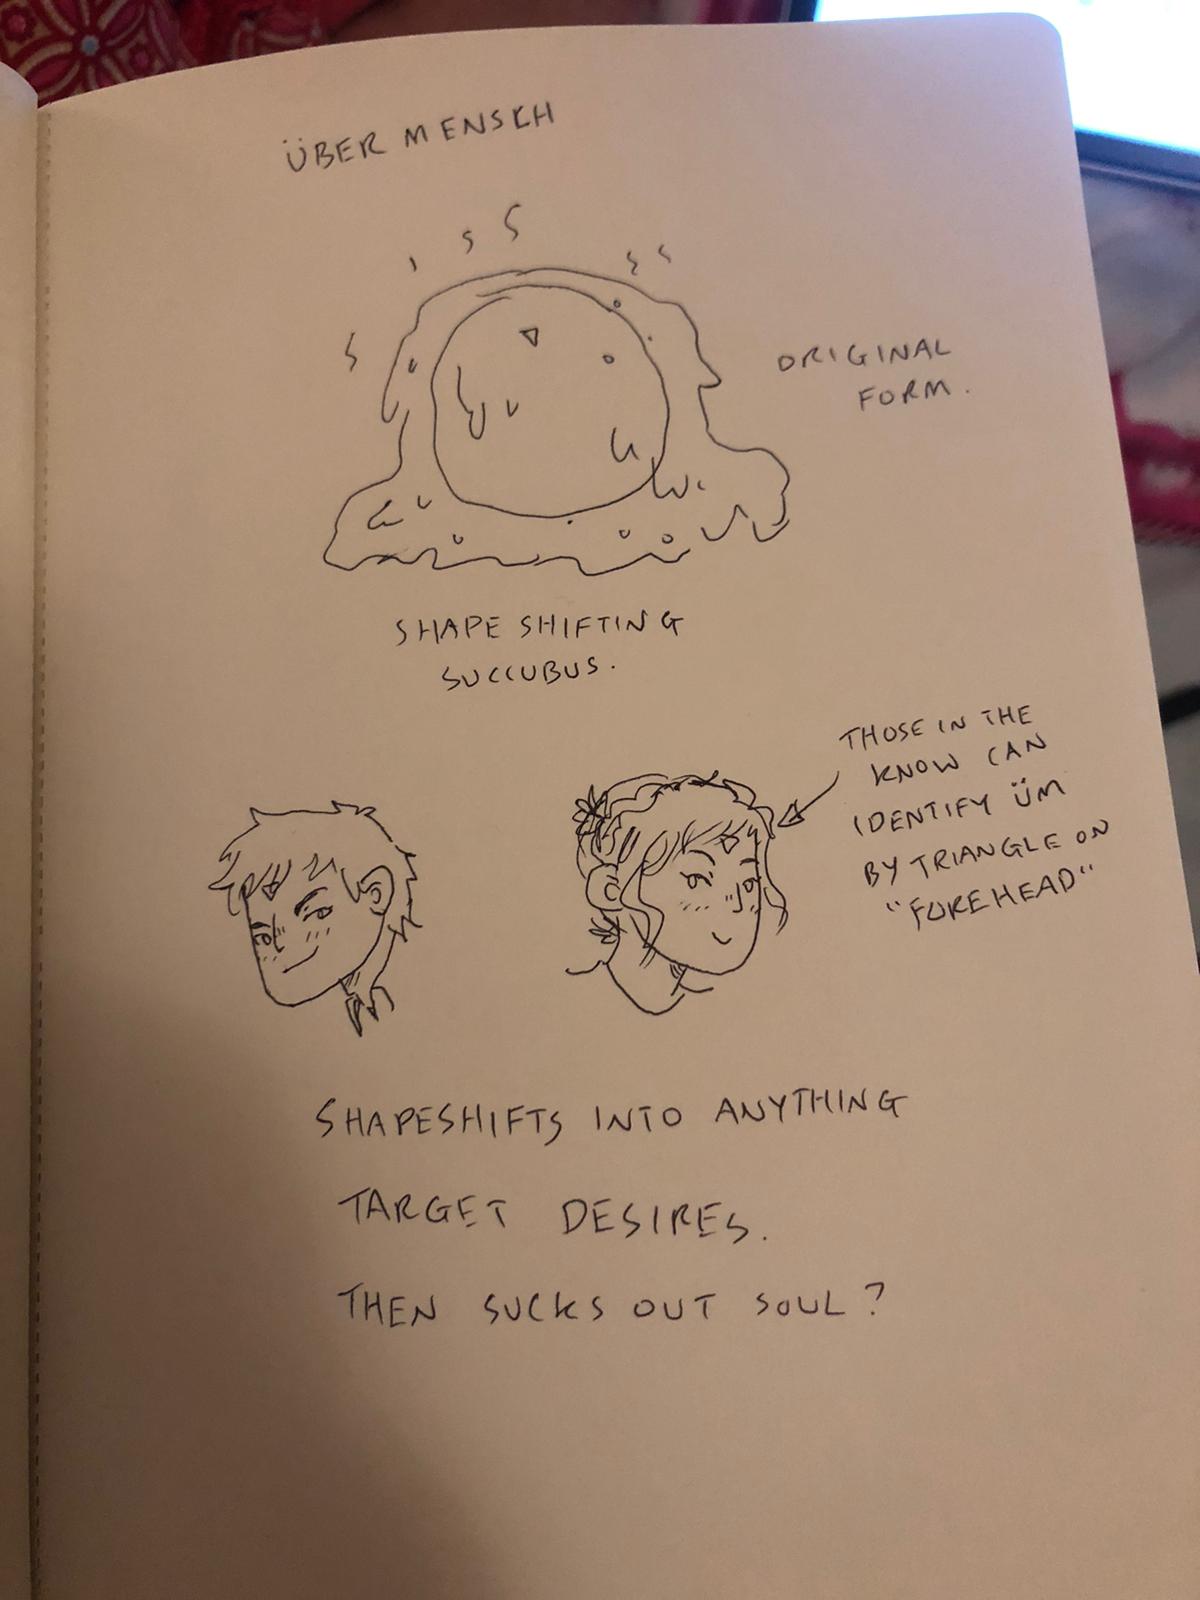 ÜBER MENSCH
ORIGINAL
FORM.
SHAPE SHIFTING
SUCCUBUS.
THOSE IN THE
KNOW CAN
IDENTIFY ÜM
BY TRIANGLE ON
"FOREHEAD"
SHAPESHIFTS INTO ANYTHING
TARGET DESIRES.
THEN SUCKS OUT SOUL?